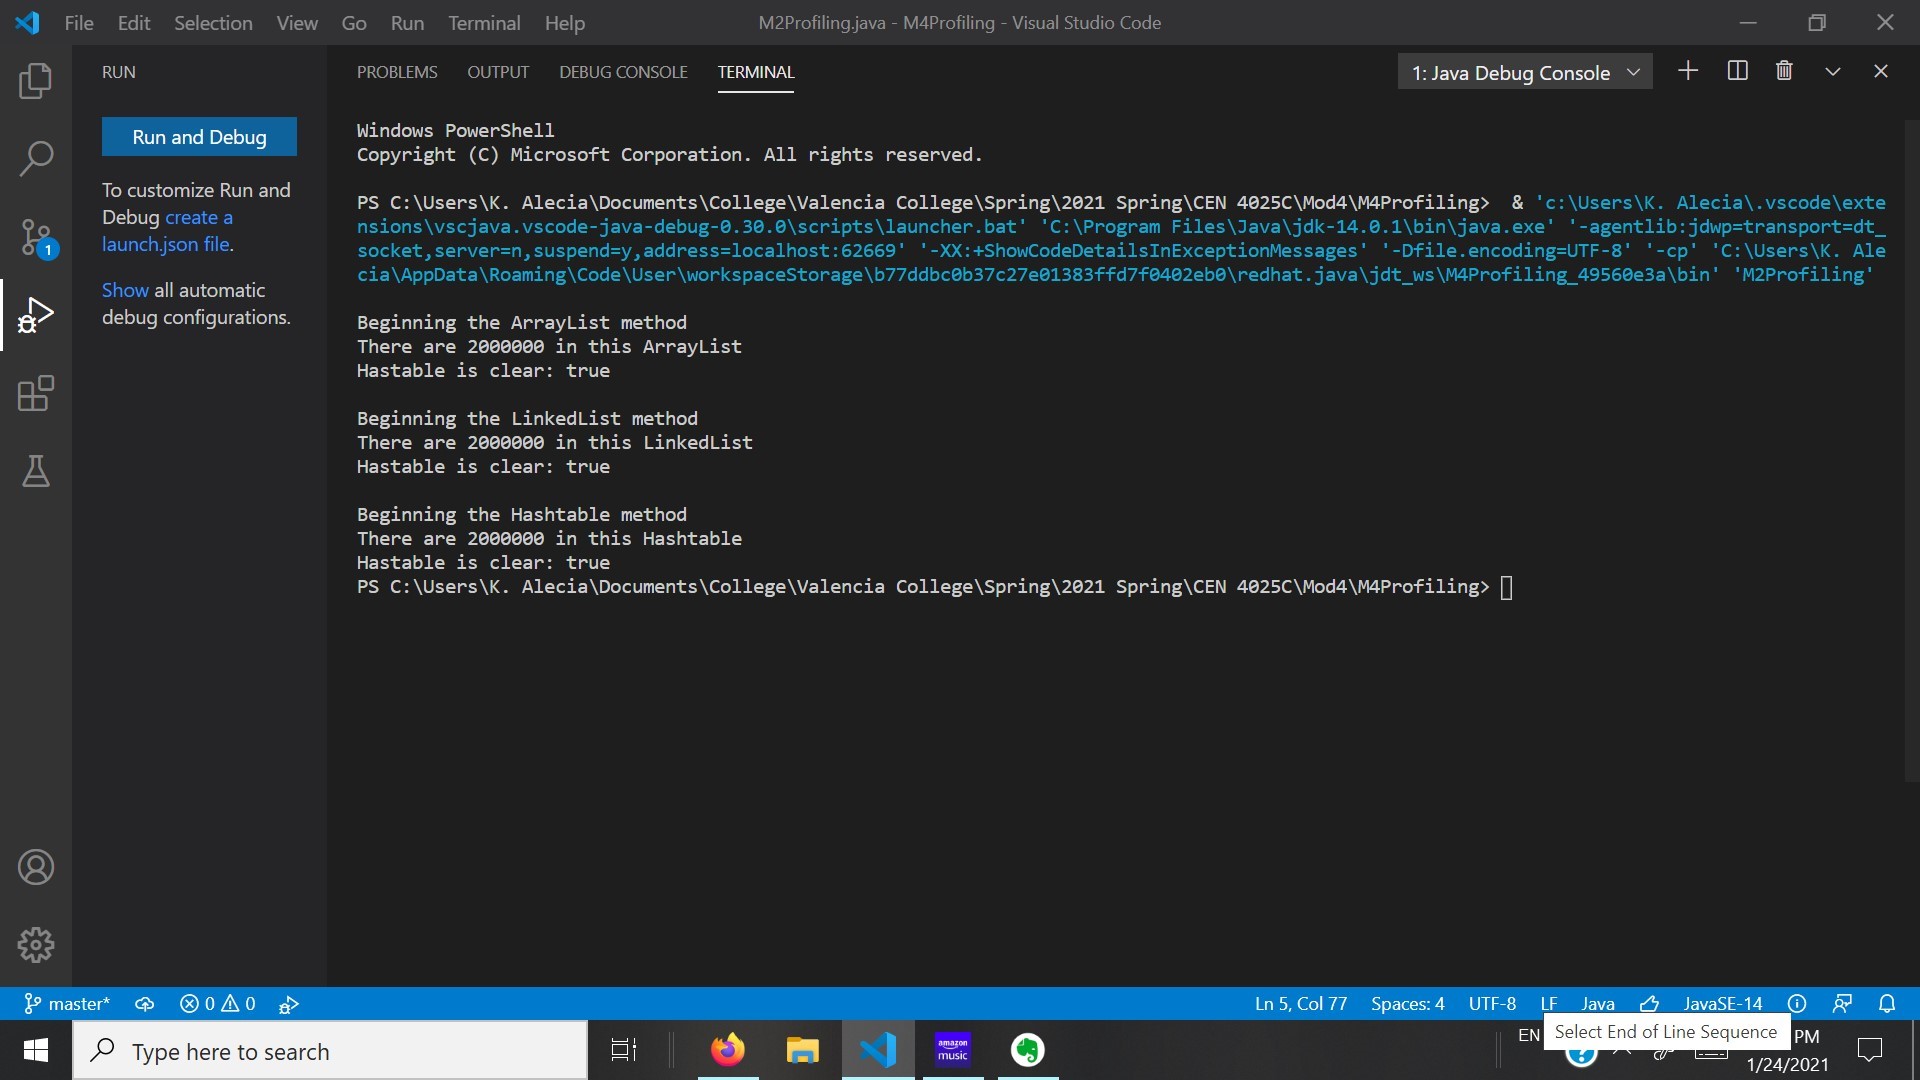 File Edit Selection View Go Run Terminal Help M2Profiling.java - M4Profiling - Visual Studio Code
RUN
PROBLEMS OUTPUT DEBUG CONSOLE TERMINAL 1: Java Debug Console
Run and Debug
To customize Run and
Debug create a
launch.json file.
Show all automatic
debug configurations.
1
Windows PowerShell
Copyright (C) Microsoft Corporation. All rights reserved.
PS C:\Users\K. Alecia\Documents\College\Valencia College\Spring\2021 Spring\CEN 4025C\Mod4\M4Profiling>  & 'c:\Users\K. Alecia\.vscode\exte
nsions\vscjava.vscode-java-debug-0.30.0\scripts\launcher.bat' 'C:\Program Files\Java\jdk-14.0.1\bin\java.exe' '-agentlib:jdwp=transport=dt_
socket,server=n,suspend=y,address=localhost:62669' '-XX:+ShowCodeDetailsInExceptionMessages' '-Dfile.encoding=UTF-8' '-cp' 'C:\Users\K. Ale
cia\AppData\Roaming\Code\User\workspaceStorage\b77ddbc0b37c27e01383ffd7f0402eb0\redhat.java\jdt_ws\M4Profiling_49560e3a\bin' 'M2Profiling'
Beginning the ArrayList method
There are 2000000 in this ArrayList
Hastable is clear: true
Beginning the LinkedList method
There are 2000000 in this LinkedList
Hastable is clear: true
Beginning the Hashtable method
There are 2000000 in this Hashtable
Hastable is clear: true
PS C:\Users\K. Alecia\Documents\College\Valencia College\Spring\2021 Spring\CEN 4025C\Mod4\M4Profiling>
master* 0 0 Ln 5, Col 77 Spaces: 4 UTF-8 LF Java JavaSE-14
Select End of Line Sequence
Type here to search amazon music EN PM
1/24/2021